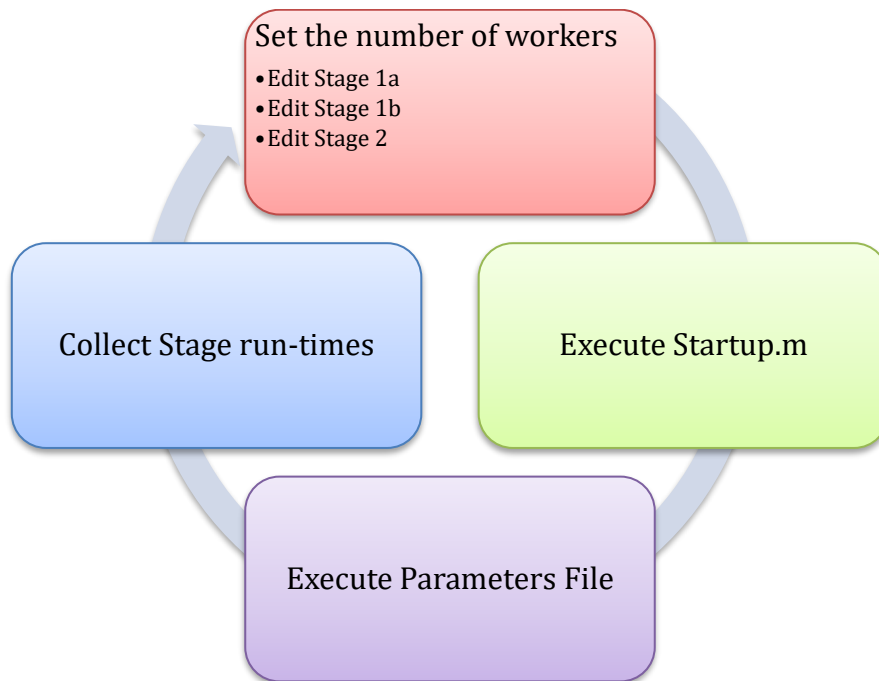 Set the number of workers
•Edit Stage 1a
•Edit Stage 1b
•Edit Stage 2
Execute Startup.m
Execute Parameters File
Collect Stage run-times